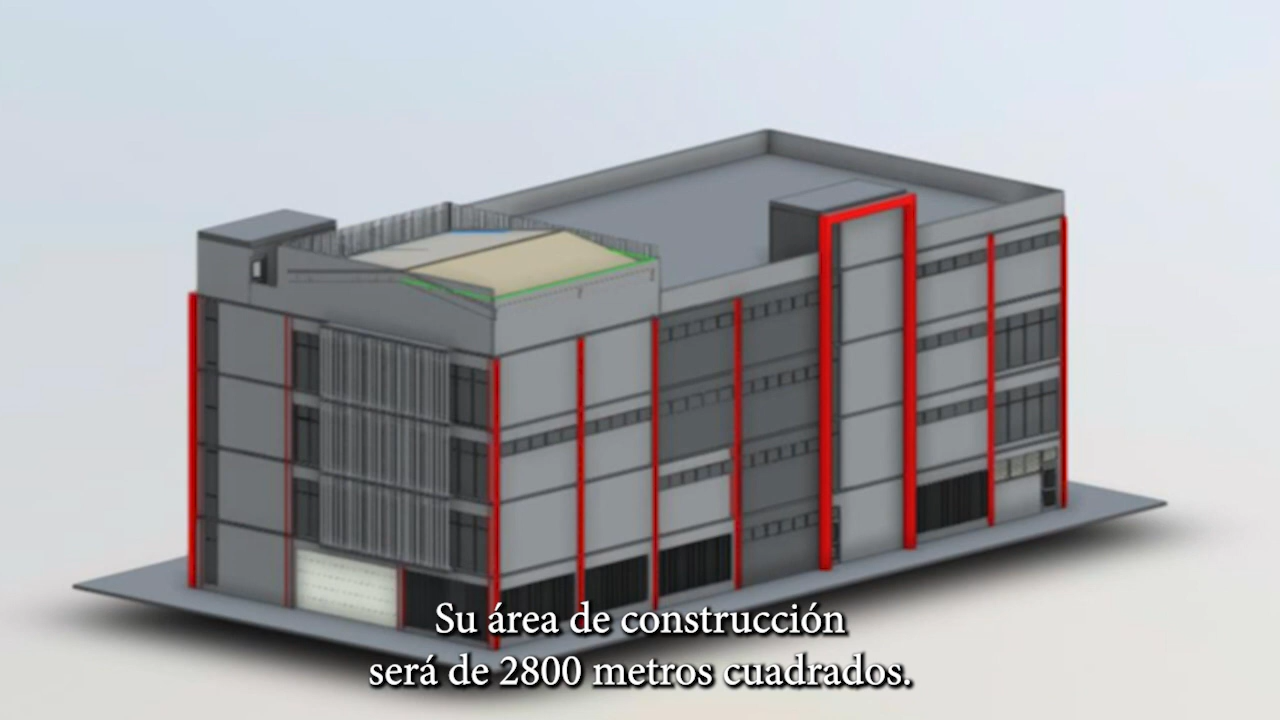 Su área de construcción
será de 2800 metros cuadrados.